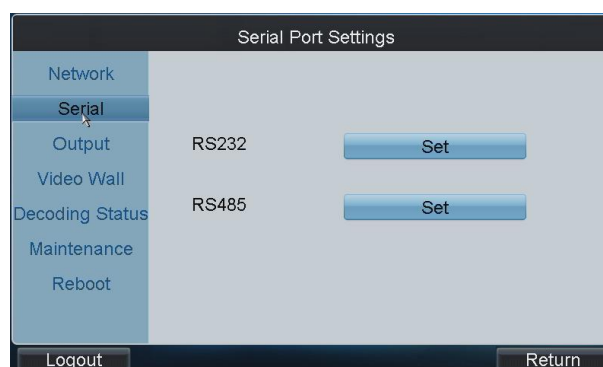 Serial Port Settings
Network
Serial
Output
Video Wall
Decoding Status
Maintenance
Reboot
RS232 Set
RS485 Set
Logout Return